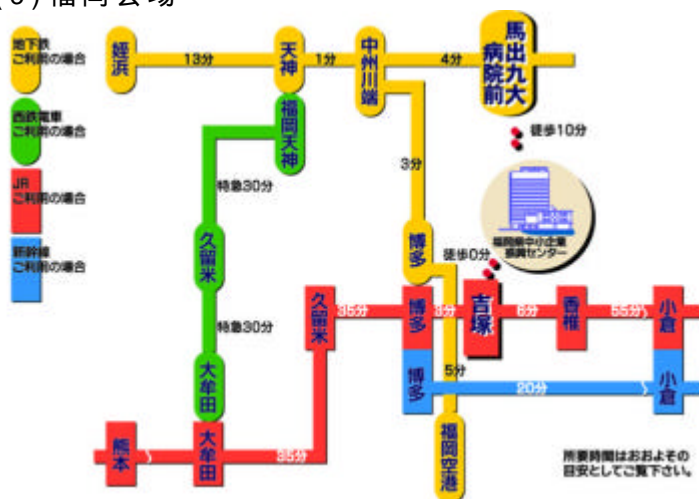 (3)福岡会場
地下鉄
ご利用の場合
西鉄電車
ご利用の場合
JR
ご利用の場合
新幹線
ご利用の場合
姪浜
13分
天神
1分
中州川端
4分
馬出九大
病院前
徒歩10分
福岡天神
特急30分
久留米
特急30分
大牟田
3分
博多
福岡県中小企業
振興センター
徒歩0分
久留米
35分
博多
3分
吉塚
6分
香椎
55分
小倉
博多
20分
小倉
5分
福岡空港
熊本
大牟田
35分
所要時間はおおよその
目安としてご覧下さい。